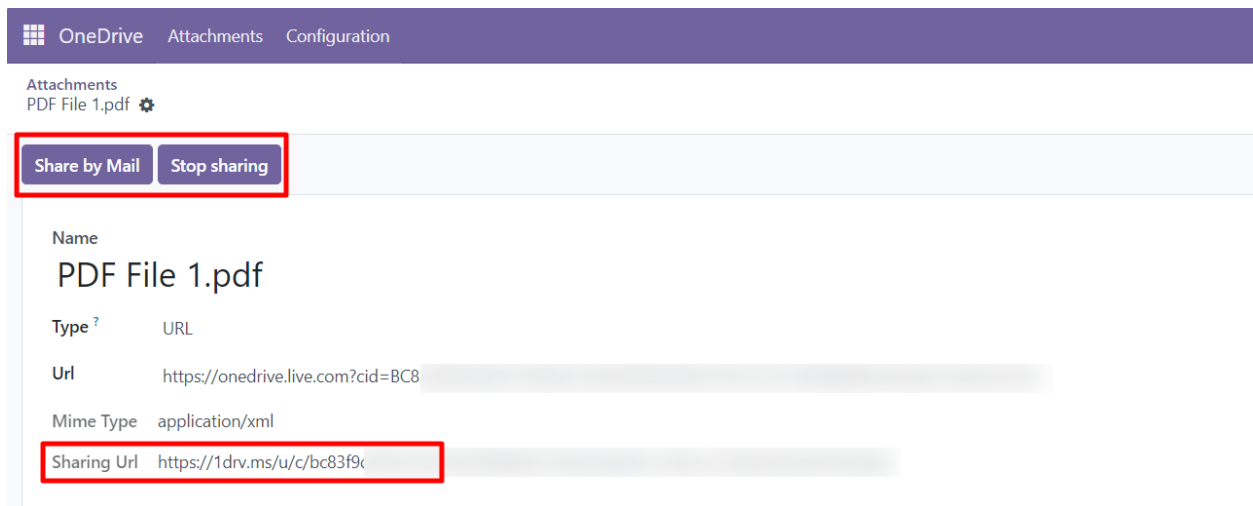 OneDrive Attachments Configuration
Attachments
PDF File 1.pdf
Share by Mail Stop sharing
Name
PDF File 1.pdf
Type ? URL
Url https://onedrive.live.com?cid=BC8
Mime Type application/xml
Sharing Url https://1drv.ms/u/c/bc83f9